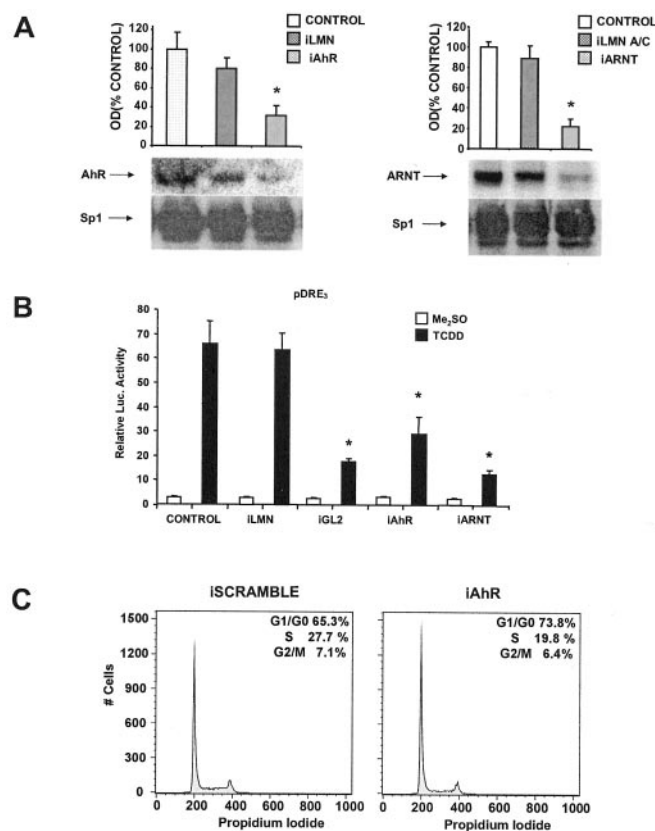 A
OD(% CONTROL)
120
100
80
60
40
20
0
CONTROL
iLMN
iAhR
*
AhR
Sp1
OD(% CONTROL)
120
100
80
60
40
20
0
CONTROL
iLMN A/C
iARNT
*
ARNT
Sp1
B
pDRE₃
Me₂SO
TCDD
Relative Luc. Activity
80
70
60
50
40
30
20
10
0
* * *
CONTROL iLMN iGL2 iAhR iARNT
C
iSCRAMBLE
G1/G0 65.3%
S 27.7 %
G2/M 7.1%
# Cells
1500
1200
900
600
300
0
0 200 400 600 800 1000
Propidium Iodide
iAhR
G1/G0 73.8%
S 19.8 %
G2/M 6.4%
0 200 400 600 800 1000
Propidium Iodide